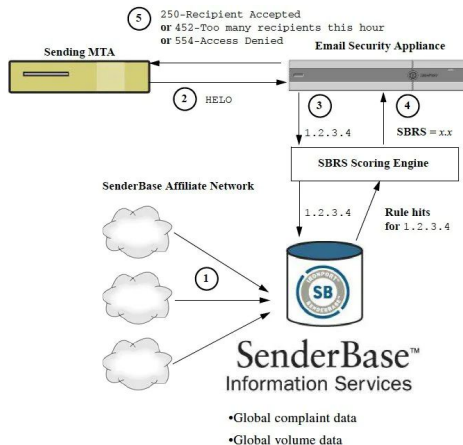 5
250-Recipient Accepted
or 452-Too many recipients this hour
or 554-Access Denied
Sending MTA
Email Security Appliance
2
HELO
3
4
1.2.3.4
SBRS = x.x
SBRS Scoring Engine
SenderBase Affiliate Network
1.2.3.4
Rule hits
for 1.2.3.4
1
IRONPORT
SENDERBASE
SB
SenderBase™
Information Services
•Global complaint data
•Global volume data